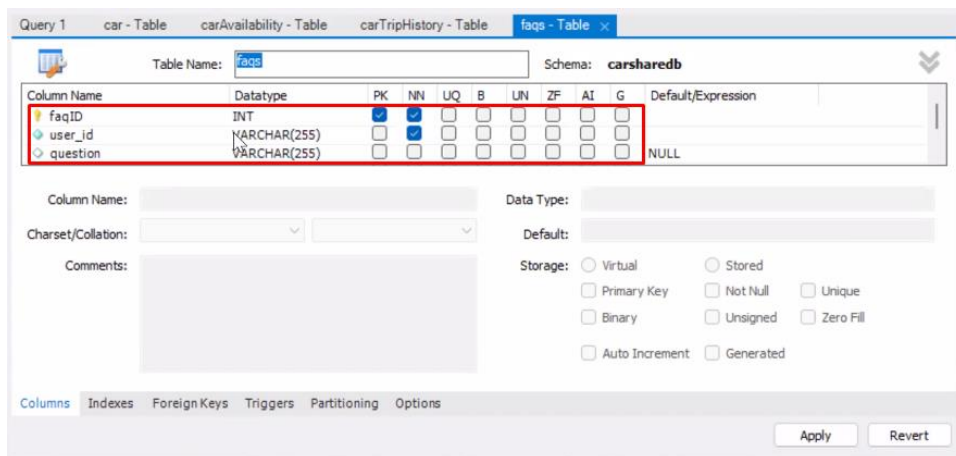 Query 1 car - Table carAvailability - Table carTripHistory - Table faqs - Table ×
Table Name: faqs Schema: carsharedb
Column Name Datatype PK NN UQ B UN ZF AI G Default/Expression
faqID INT
user_id VARCHAR(255)
question VARCHAR(255) NULL
Column Name: Data Type:
Charset/Collation: Default:
Comments: Storage: Virtual Stored
Primary Key Not Null Unique
Binary Unsigned Zero Fill
Auto Increment Generated
Columns Indexes Foreign Keys Triggers Partitioning Options
Apply Revert